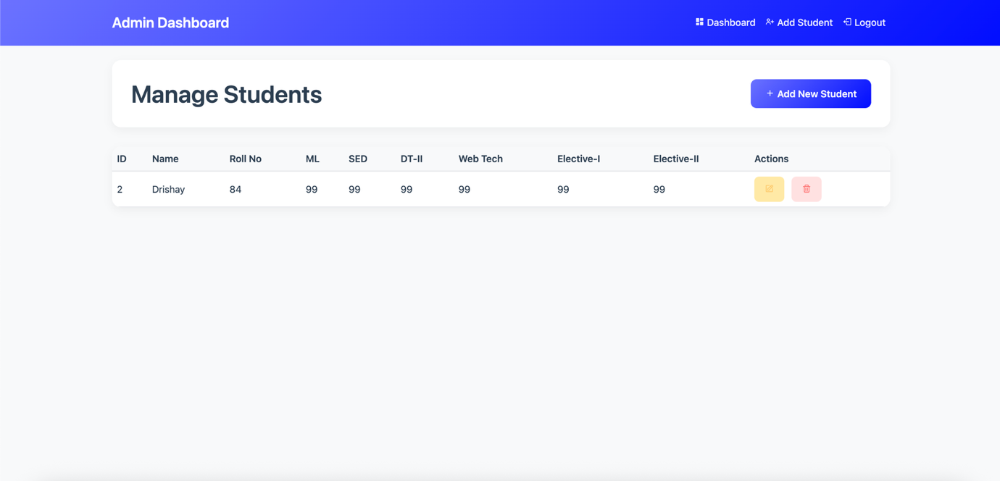 Admin Dashboard Dashboard Add Student Logout
Manage Students + Add New Student
ID Name Roll No ML SED DT-II Web Tech Elective-I Elective-II Actions
2 Drishay 84 99 99 99 99 99 99